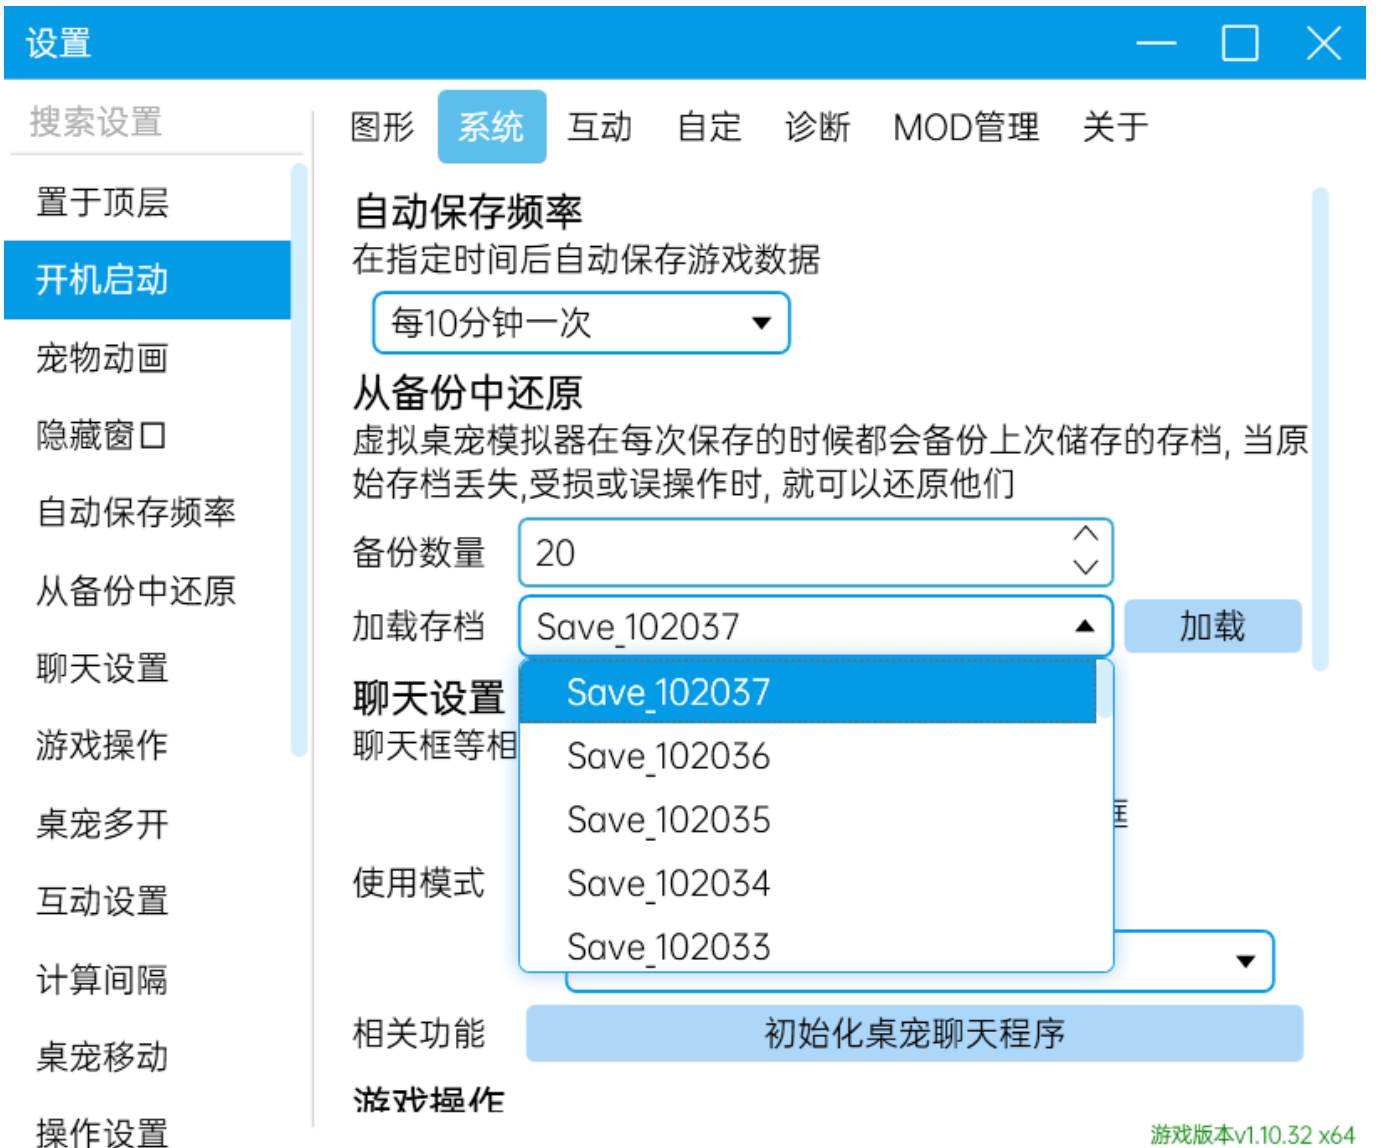 设置
搜索设置
置于顶层
开机启动
宠物动画
隐藏窗口
自动保存频率
从备份中还原
聊天设置
游戏操作
桌宠多开
互动设置
计算间隔
桌宠移动
操作设置
图形 系统 互动 自定 诊断 MOD管理 关于
自动保存频率
在指定时间后自动保存游戏数据
每10分钟一次
从备份中还原
虚拟桌宠模拟器在每次保存的时候都会备份上次储存的存档, 当原
始存档丢失,受损或误操作时, 就可以还原他们
备份数量 20
加载存档 Save_102037 加载
Save_102037
Save_102036
Save_102035
Save_102034
Save_102033
聊天设置
聊天框等相
使用模式
相关功能 初始化桌宠聊天程序
游戏操作
游戏版本v1.10.32 x64